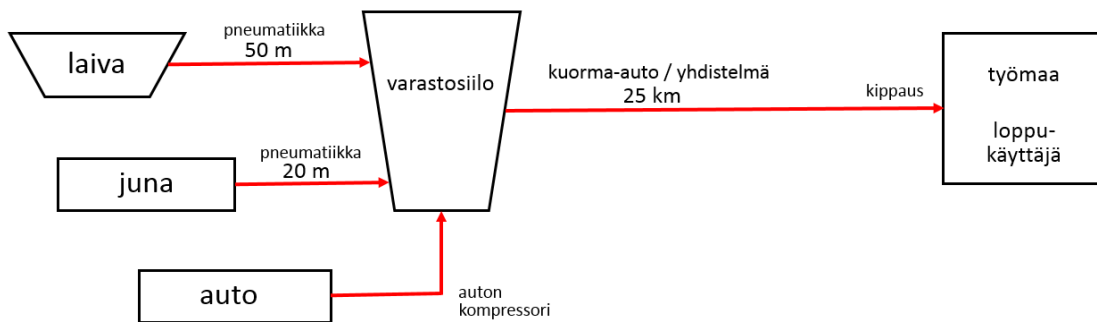 pneumatiikka
50 m
laiva
varastosiilo
kuorma-auto / yhdistelmä
25 km
kippaus
työmaa
loppu-
käyttäjä
pneumatiikka
20 m
juna
auto
auton
kompressori